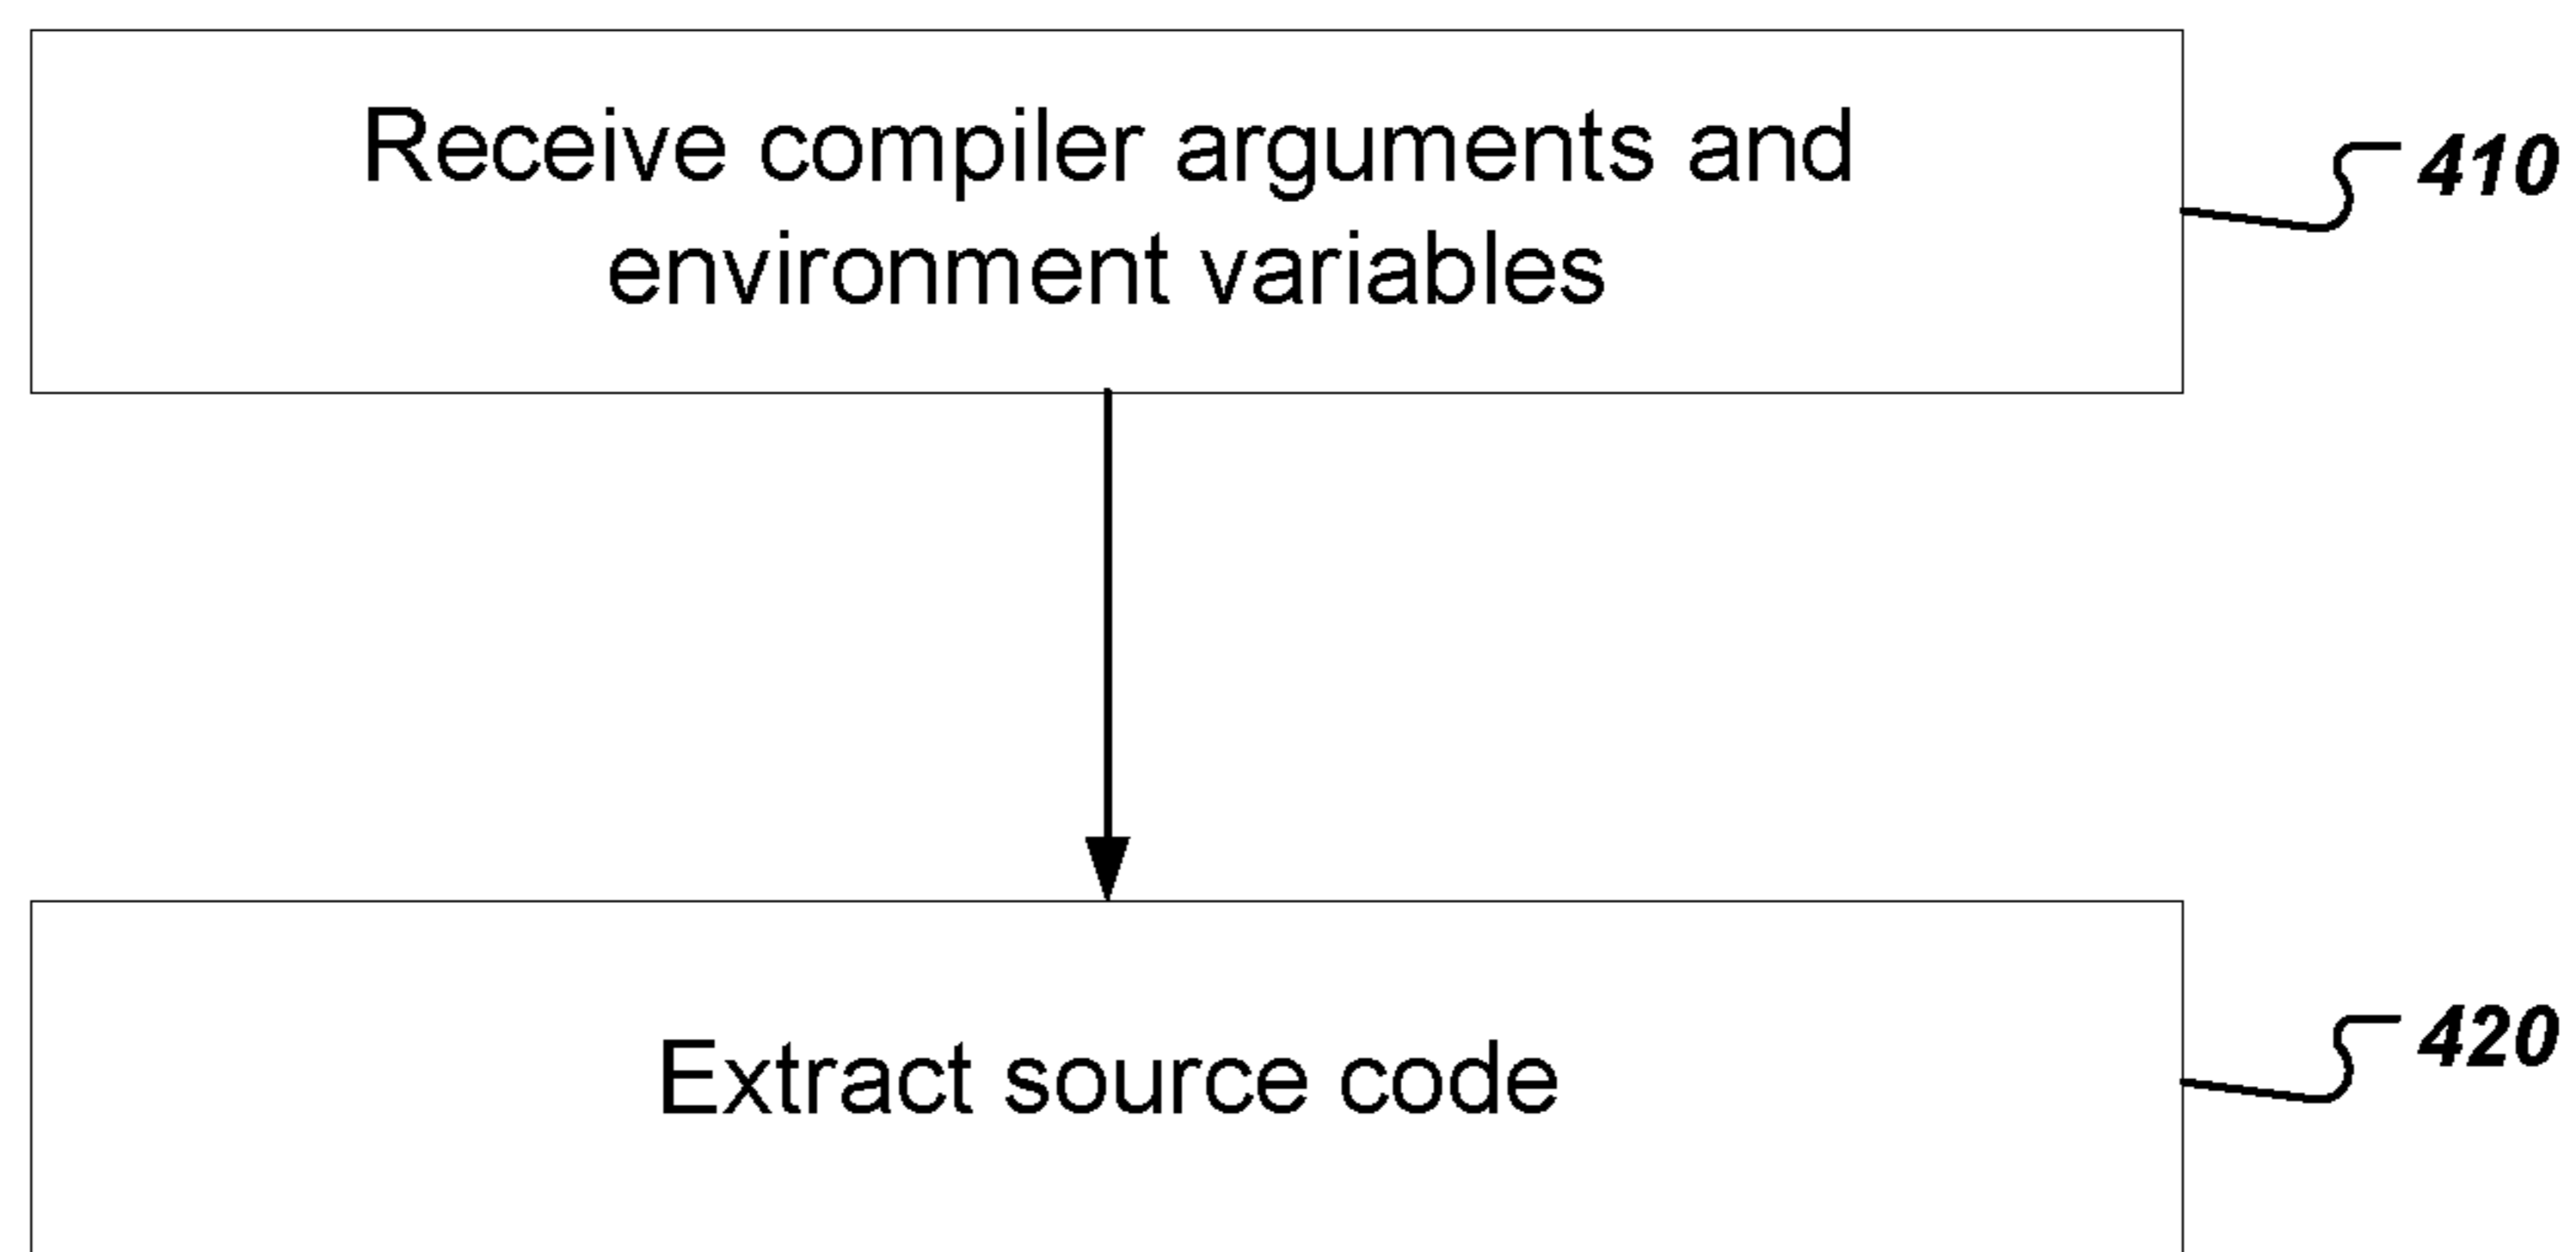 Receive compiler arguments and
environment variables
410
Extract source code
420